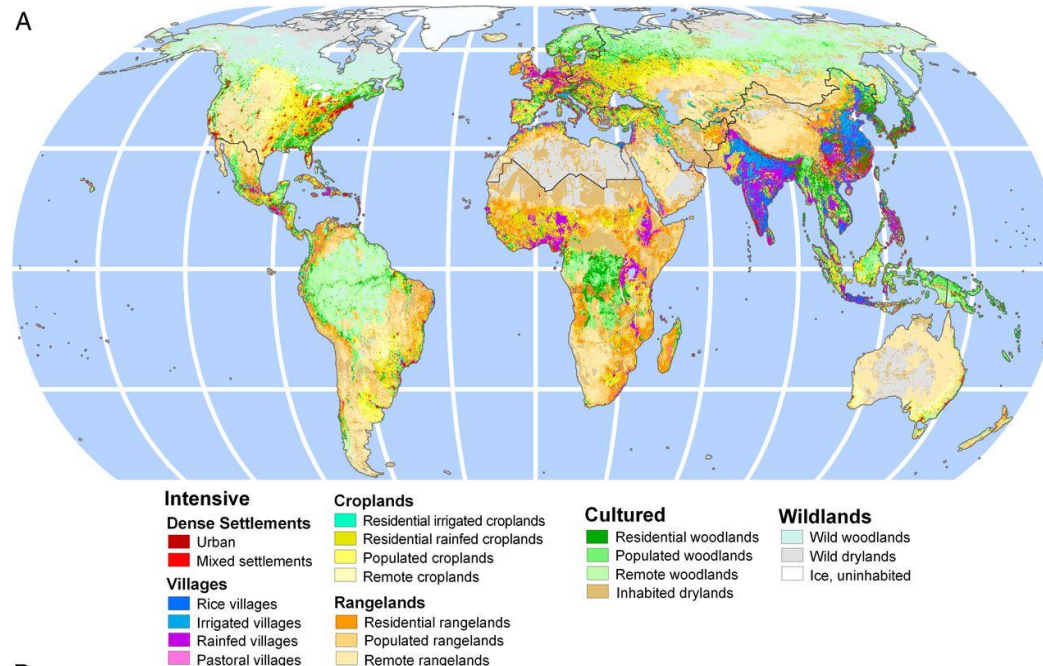 A
Intensive
Dense Settlements
Urban
Mixed settlements
Villages
Rice villages
Irrigated villages
Rainfed villages
Pastoral villages
Croplands
Residential irrigated croplands
Residential rainfed croplands
Populated croplands
Remote croplands
Rangelands
Residential rangelands
Populated rangelands
Remote rangelands
Cultured
Residential woodlands
Populated woodlands
Remote woodlands
Inhabited drylands
Wildlands
Wild woodlands
Wild drylands
Ice, uninhabited